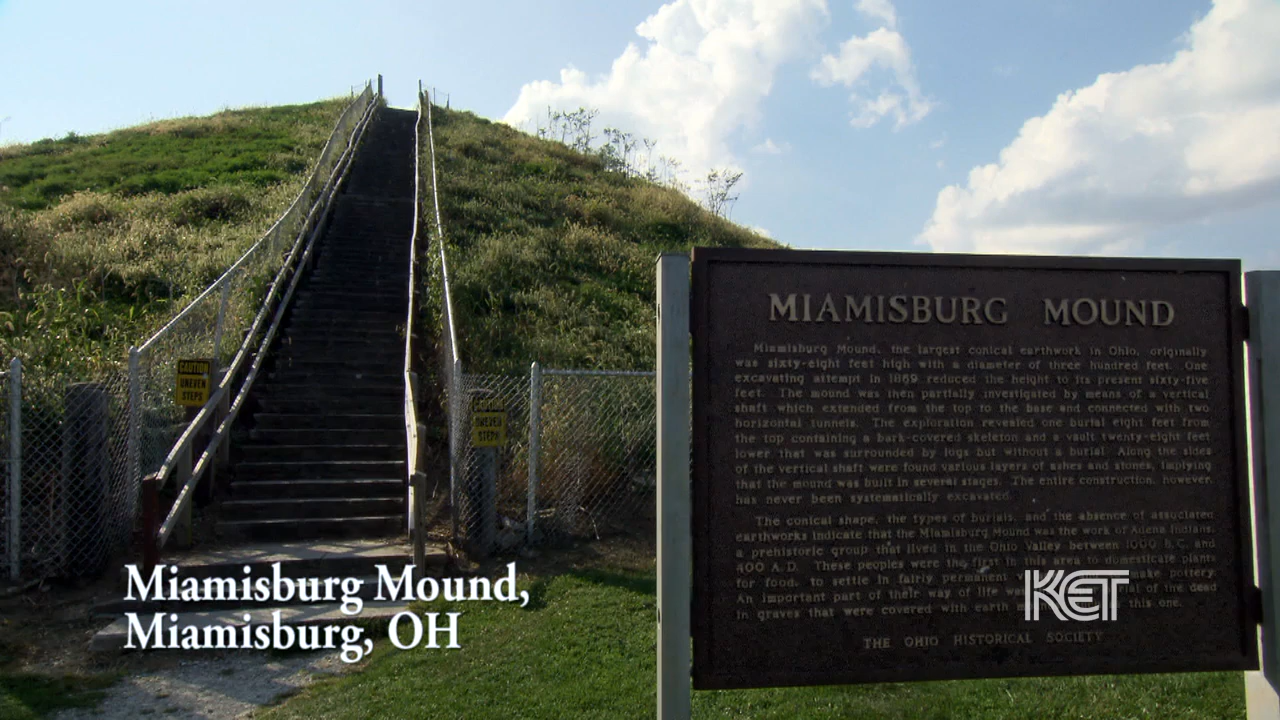 CAUTION
UNEVEN
STEPS
CAUTION
UNEVEN
STEPS
MIAMISBURG MOUND
Miamisburg Mound, the largest conical earthwork in Ohio, originally
was sixty-eight feet high with a diameter of three hundred feet. One
excavating attempt in 1869 reduced the height to its present sixty-five
feet. The mound was then partially investigated by means of a vertical
shaft which extended from the top to the base and connected with two
horizontal tunnels. The exploration revealed one burial eight feet from
the top containing a bark-covered skeleton and a vault twenty-eight feet
lower that was surrounded by logs but without a burial. Along the sides
of the vertical shaft were found various layers of ashes and stones, implying
that the mound was built in several stages. The entire construction, however,
has never been systematically excavated.
The conical shape, the types of burials, and the absence of associated
earthworks indicate that the Miamisburg Mound was the work of Adena Indians,
a prehistoric group that lived in the Ohio Valley between 1000 B.C. and
400 A.D. These peoples were the first in this area to domesticate plants
for food, to settle in fairly permanent make pottery.
An important part of their way of life of the dead
in graves that were covered with earth this one.
THE OHIO HISTORICAL SOCIETY
KET
Miamisburg Mound,
Miamisburg, OH